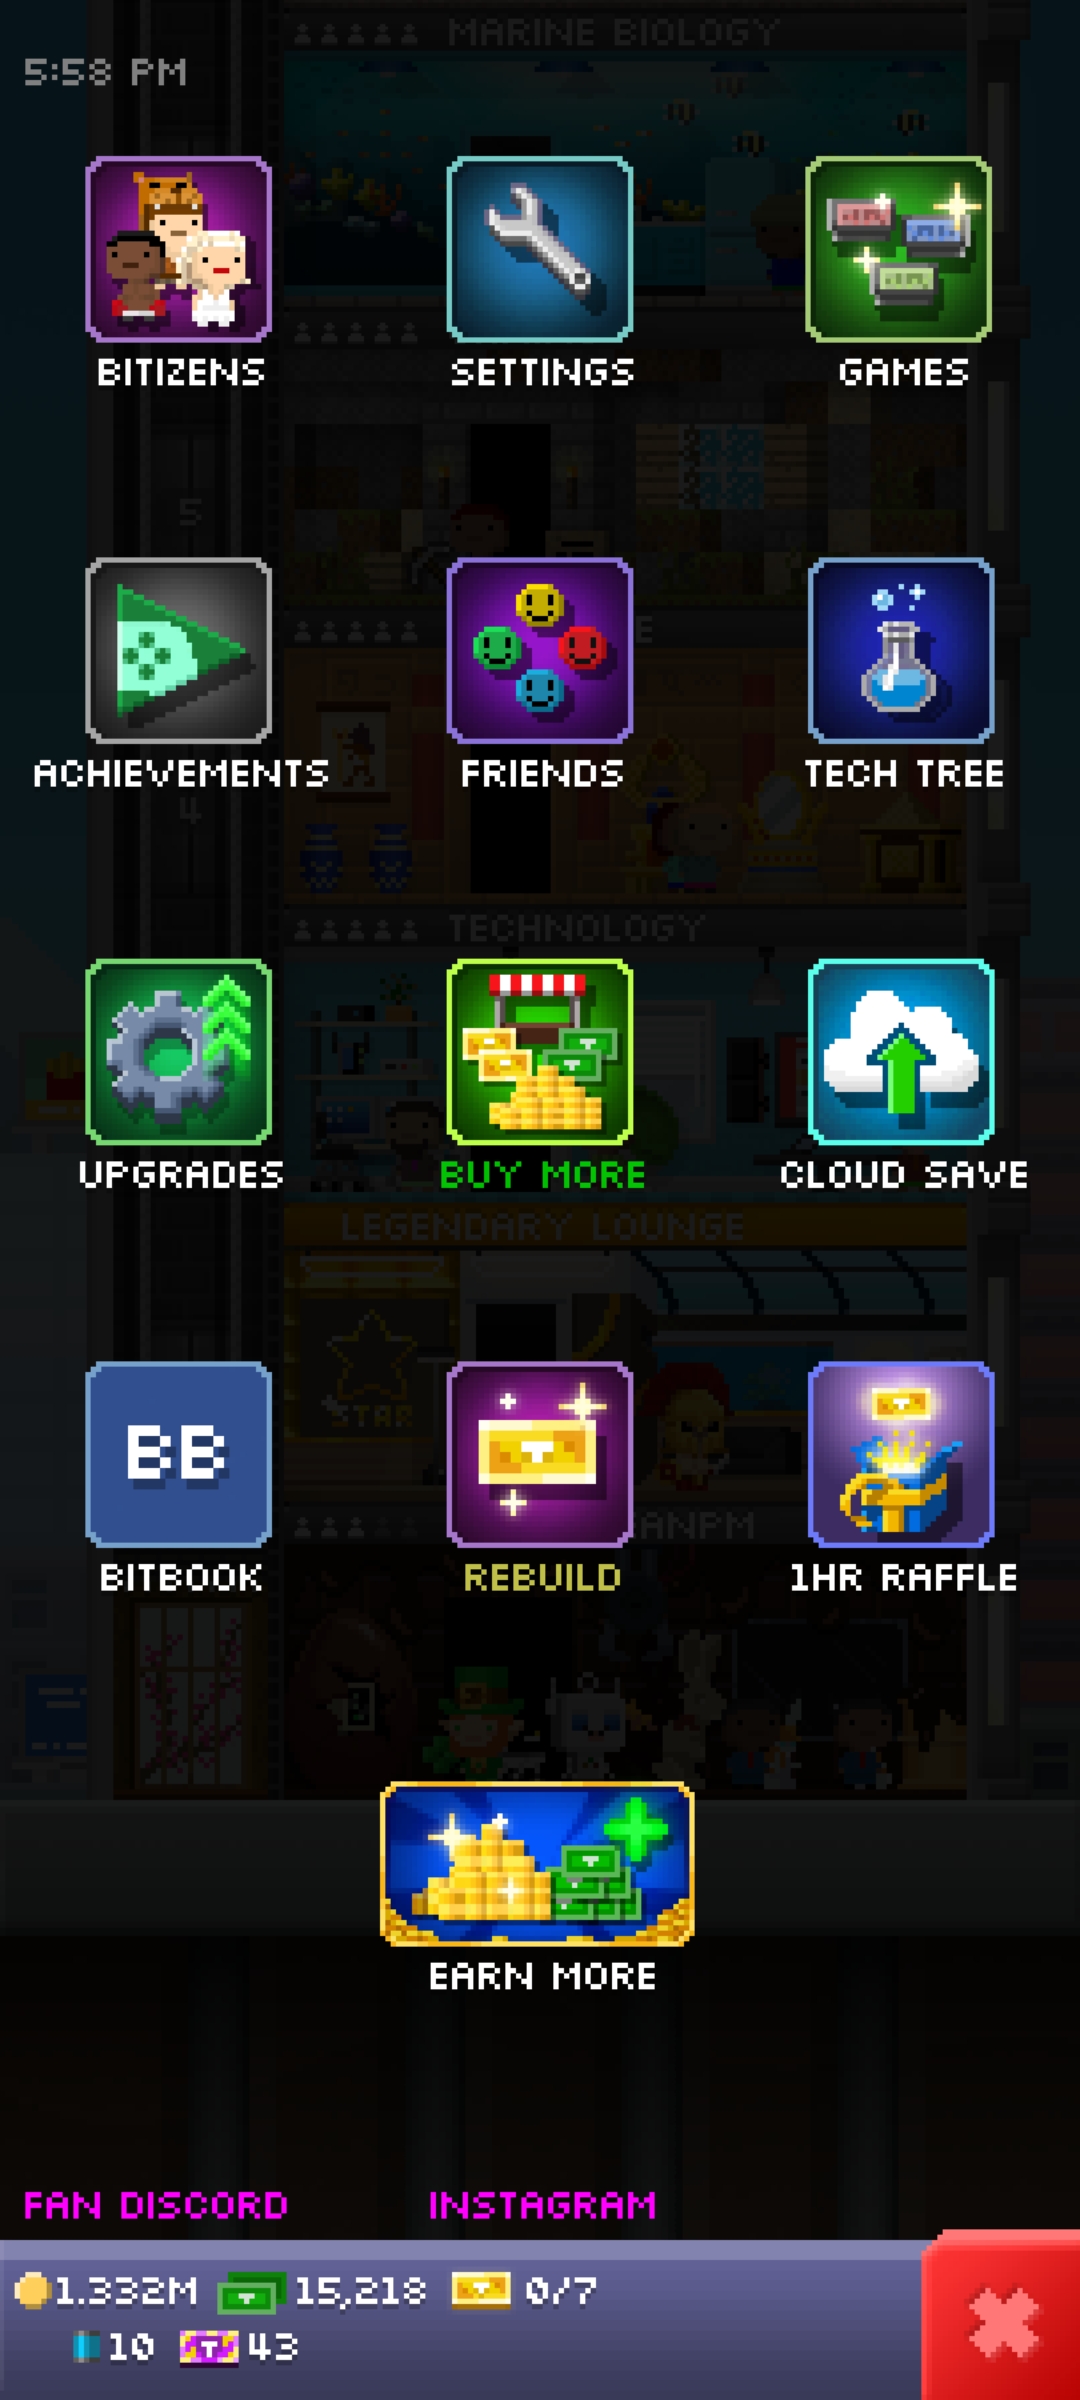 MARINE BIOLOGY
5:58 PM
BITIZENS
SETTINGS
GAMES
5
ACHIEVEMENTS
FRIENDS
TECH TREE
4
TECHNOLOGY
UPGRADES
BUY MORE
CLOUD SAVE
LEGENDARY LOUNGE
STAR
BB
BITBOOK
REBUILD
1HR RAFFLE
EARN MORE
FAN DISCORD
INSTAGRAM
1.332M
15,218
0/7
10
43